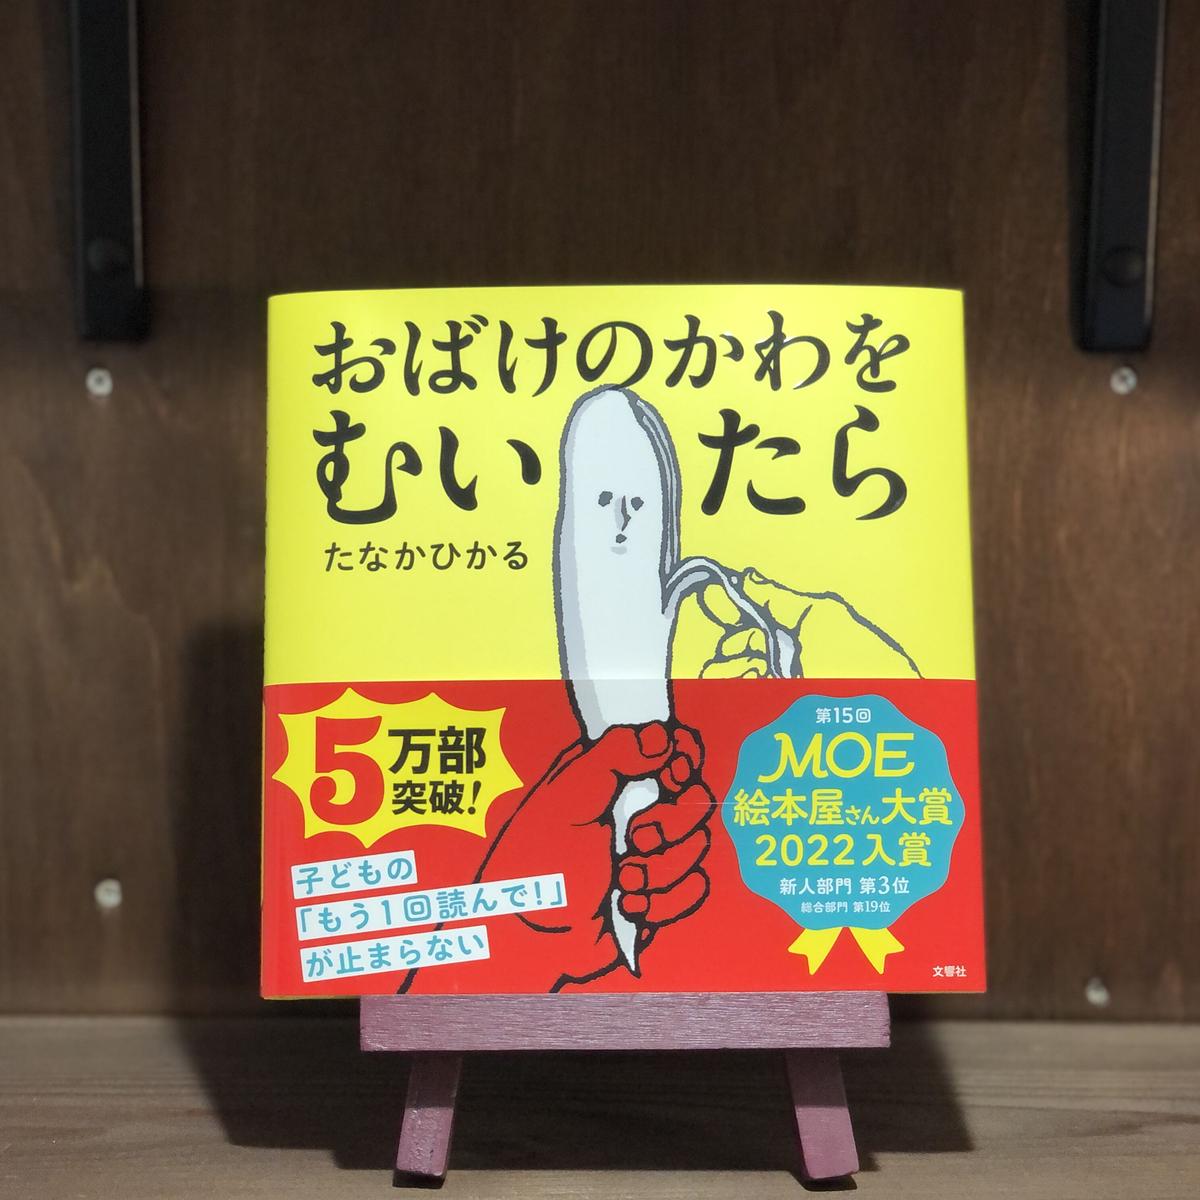 おばけのかわを
むいたら
たなかひかる
5万部
突破!
子どもの
「もう1回読んで!」
が止まらない
第15回
MOE
絵本屋さん大賞
2022入賞
新人部門 第3位
総合部門 第19位
文響社